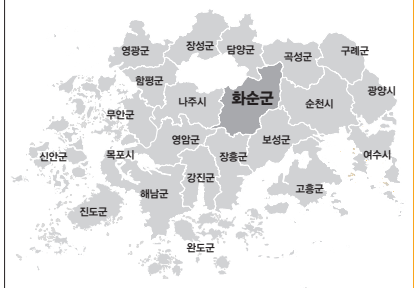 영광군
장성군
담양군
곡성군
구례군
함평군
나주시
화순군
순천시
광양시
무안군
신안군
목포시
영암군
장흥군
보성군
여수시
강진군
해남군
고흥군
진도군
완도군